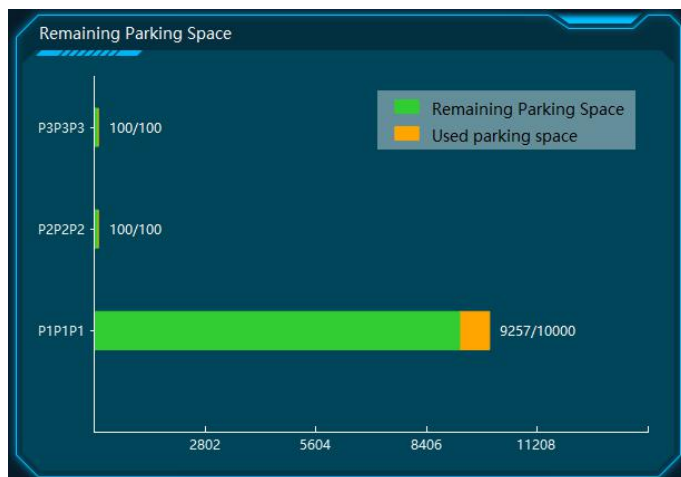 Remaining Parking Space
Remaining Parking Space
Used parking space
P3P3P3
100/100
P2P2P2
100/100
P1P1P1
9257/10000
2802
5604
8406
11208